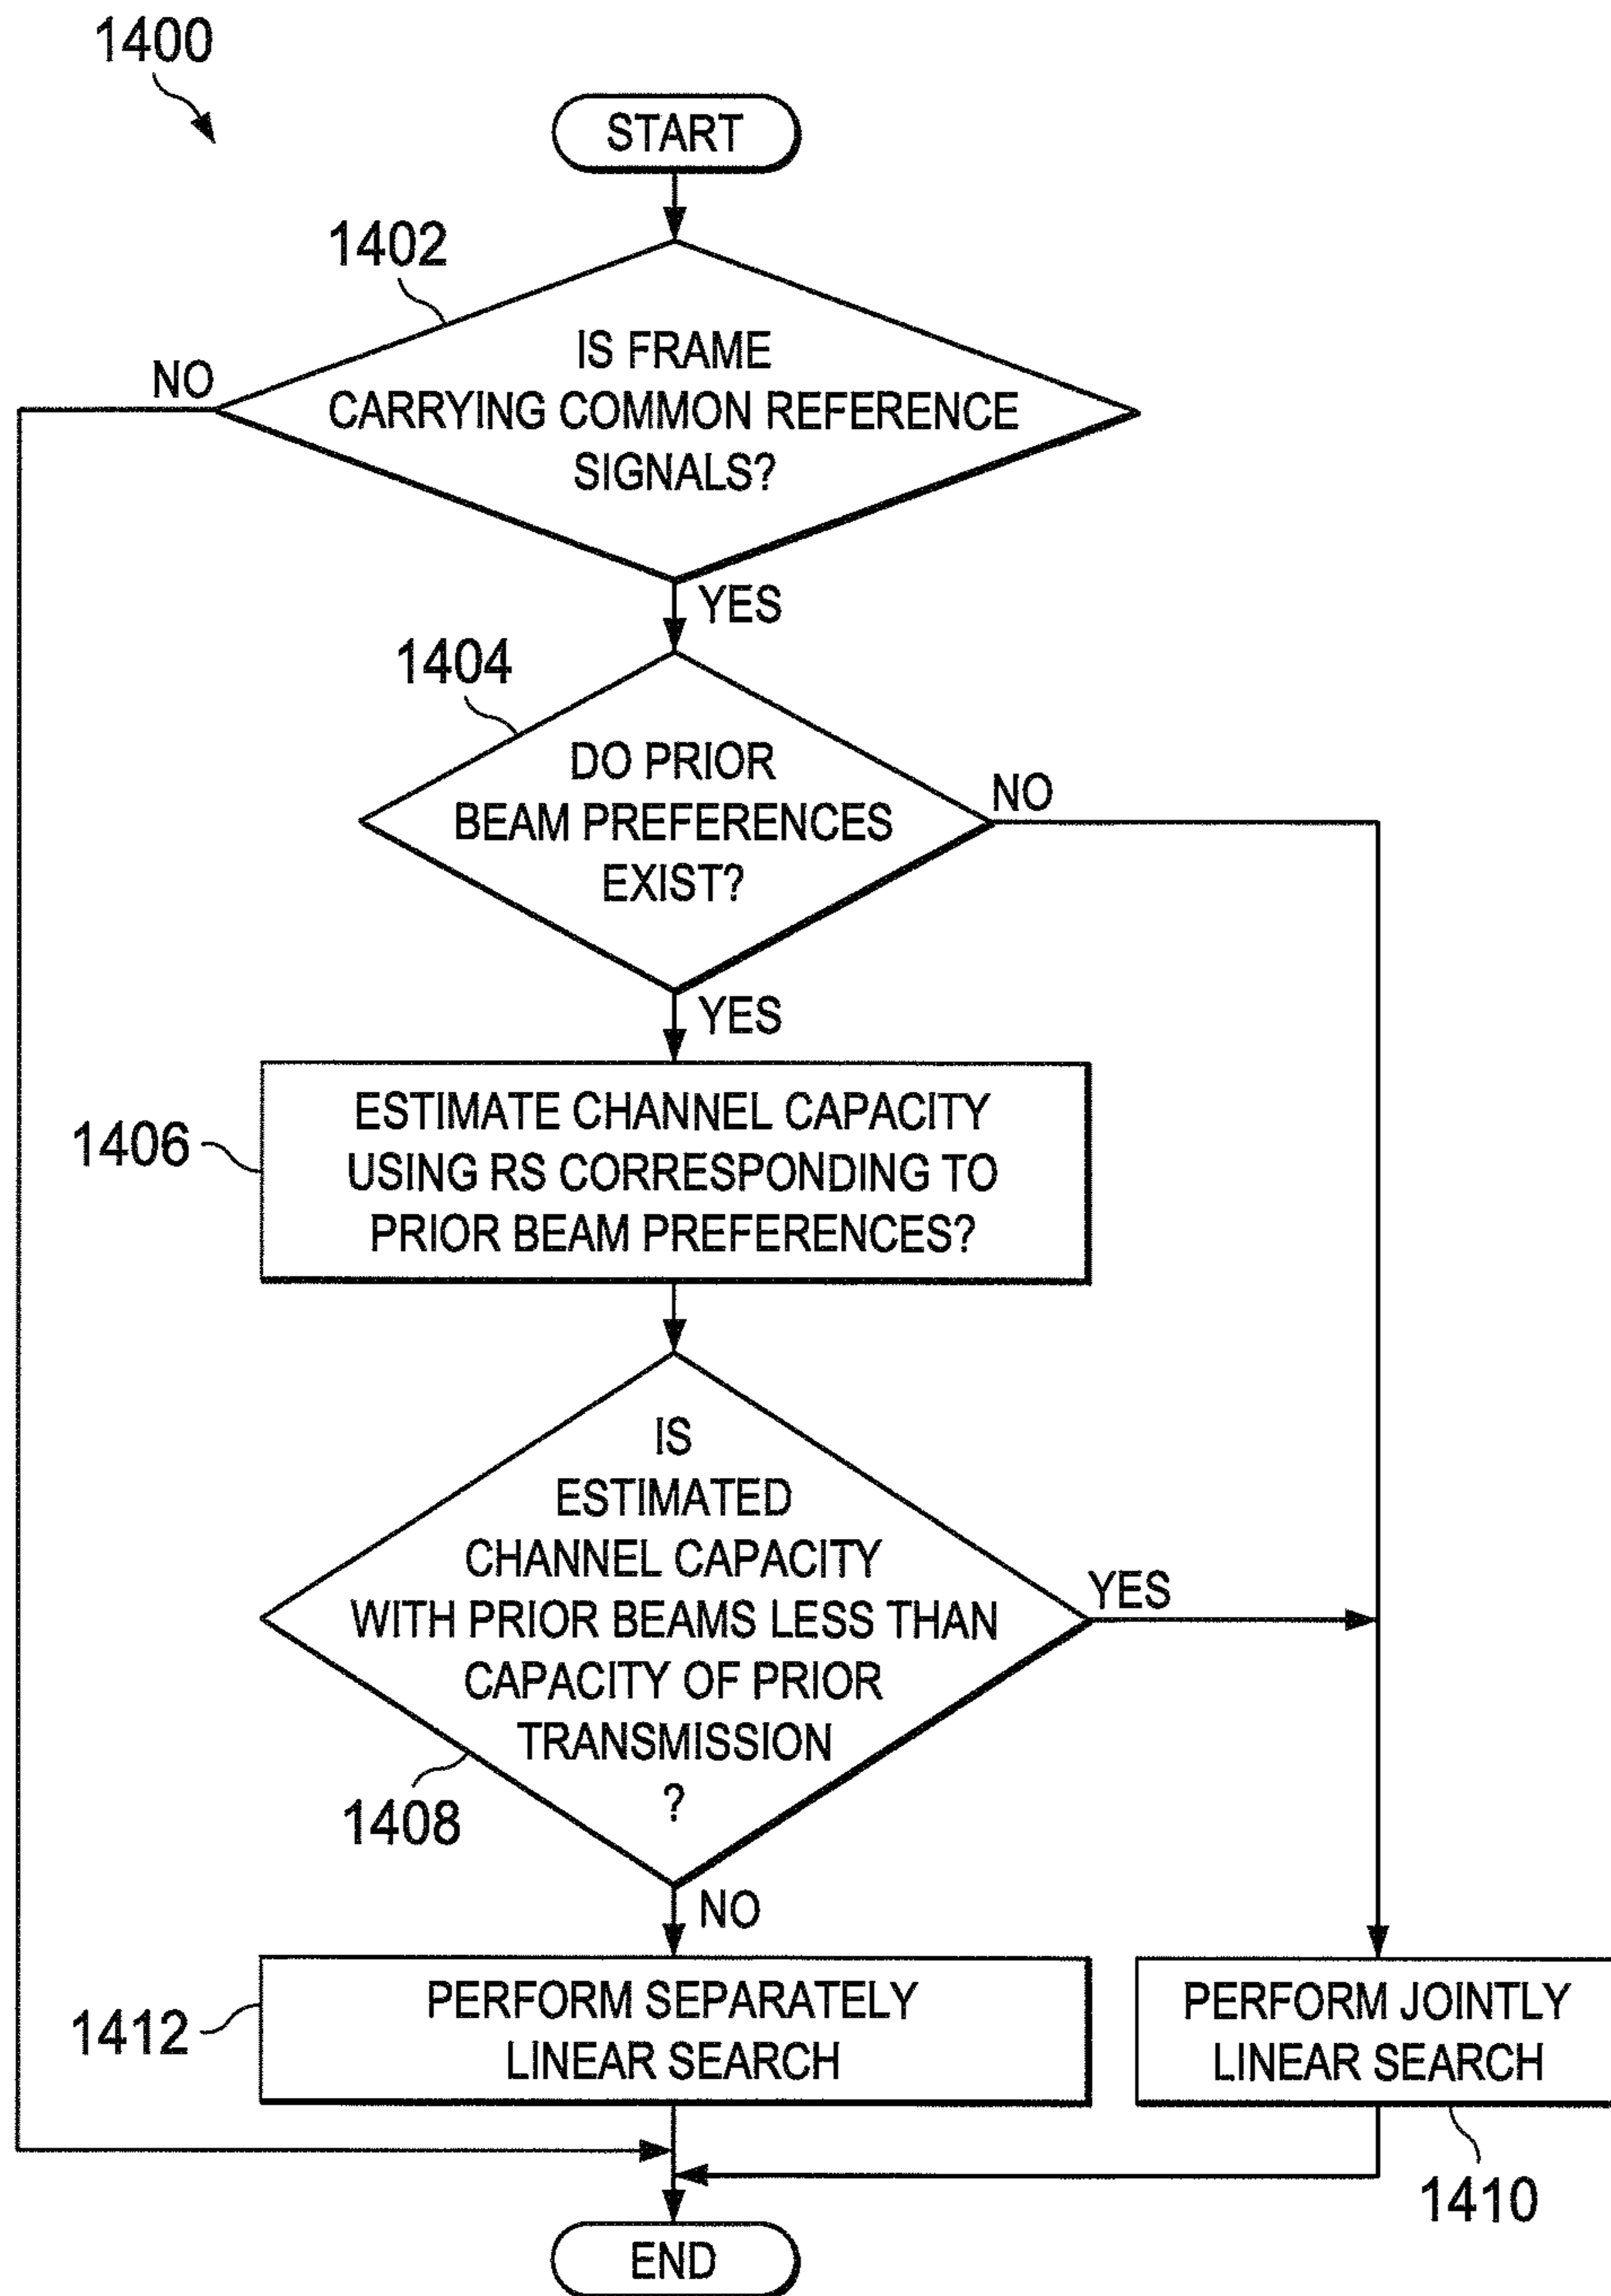 1400
START
1402
IS FRAME
CARRYING COMMON REFERENCE
SIGNALS?
NO
YES
1404
DO PRIOR
BEAM PREFERENCES
EXIST?
NO
YES
1406
ESTIMATE CHANNEL CAPACITY
USING RS CORRESPONDING TO
PRIOR BEAM PREFERENCES?
IS
ESTIMATED
CHANNEL CAPACITY
WITH PRIOR BEAMS LESS THAN
CAPACITY OF PRIOR
TRANSMISSION
?
YES
1408
NO
1412
PERFORM SEPARATELY
LINEAR SEARCH
PERFORM JOINTLY
LINEAR SEARCH
1410
END